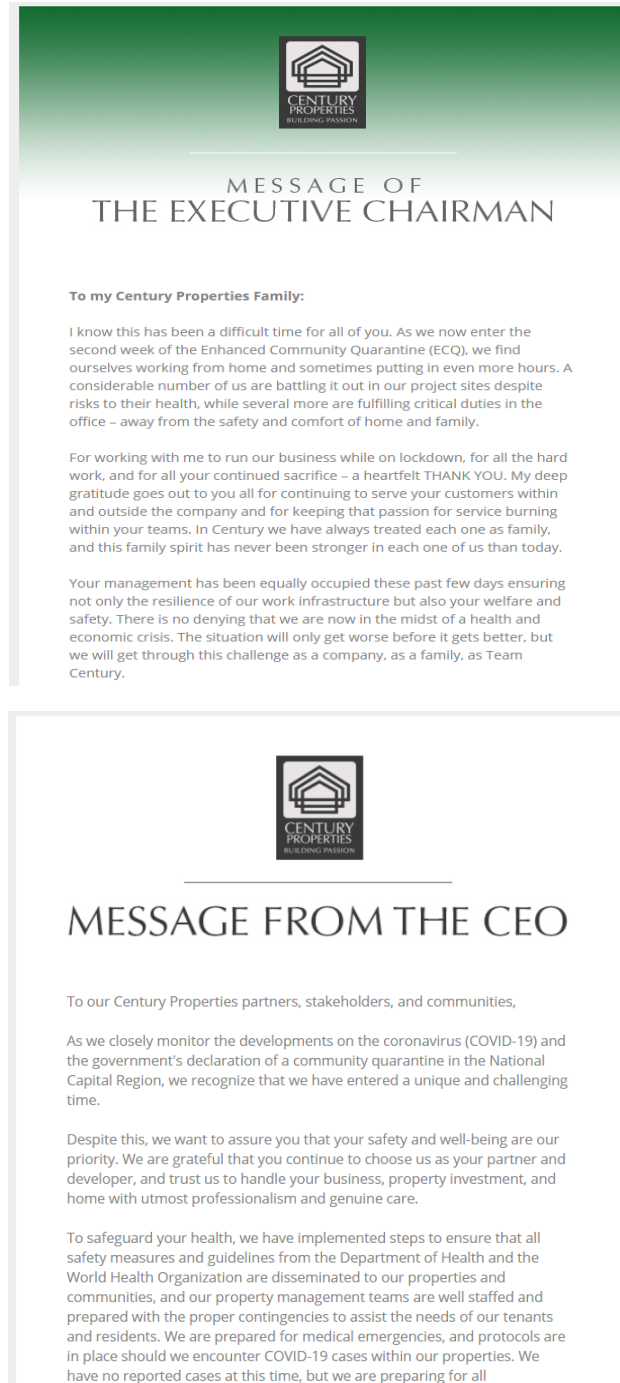 CENTURY
PROPERTIES
BUILDING PASSION
MESSAGE OF
THE EXECUTIVE CHAIRMAN
To my Century Properties Family:
I know this has been a difficult time for all of you. As we now enter the
second week of the Enhanced Community Quarantine (ECQ), we find
ourselves working from home and sometimes putting in even more hours. A
considerable number of us are battling it out in our project sites despite
risks to their health, while several more are fulfilling critical duties in the
office – away from the safety and comfort of home and family.
For working with me to run our business while on lockdown, for all the hard
work, and for all your continued sacrifice – a heartfelt THANK YOU. My deep
gratitude goes out to you all for continuing to serve your customers within
and outside the company and for keeping that passion for service burning
within your teams. In Century we have always treated each one as family,
and this family spirit has never been stronger in each one of us than today.
Your management has been equally occupied these past few days ensuring
not only the resilience of our work infrastructure but also your welfare and
safety. There is no denying that we are now in the midst of a health and
economic crisis. The situation will only get worse before it gets better, but
we will get through this challenge as a company, as a family, as Team
Century.
CENTURY
PROPERTIES
BUILDING PASSION
MESSAGE FROM THE CEO
To our Century Properties partners, stakeholders, and communities,
As we closely monitor the developments on the coronavirus (COVID-19) and
the government's declaration of a community quarantine in the National
Capital Region, we recognize that we have entered a unique and challenging
time.
Despite this, we want to assure you that your safety and well-being are our
priority. We are grateful that you continue to choose us as your partner and
developer, and trust us to handle your business, property investment, and
home with utmost professionalism and genuine care.
To safeguard your health, we have implemented steps to ensure that all
safety measures and guidelines from the Department of Health and the
World Health Organization are disseminated to our properties and
communities, and our property management teams are well staffed and
prepared with the proper contingencies to assist the needs of our tenants
and residents. We are prepared for medical emergencies, and protocols are
in place should we encounter COVID-19 cases within our properties. We
have no reported cases at this time, but we are preparing for all